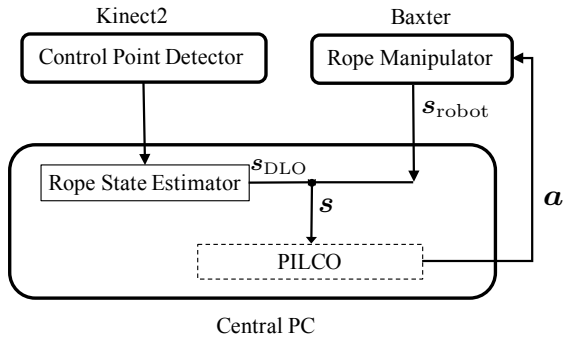 Kinect2
Baxter
Control Point Detector
Rope Manipulator
s_robot
s_DLO
Rope State Estimator
s
a
PILCO
Central PC